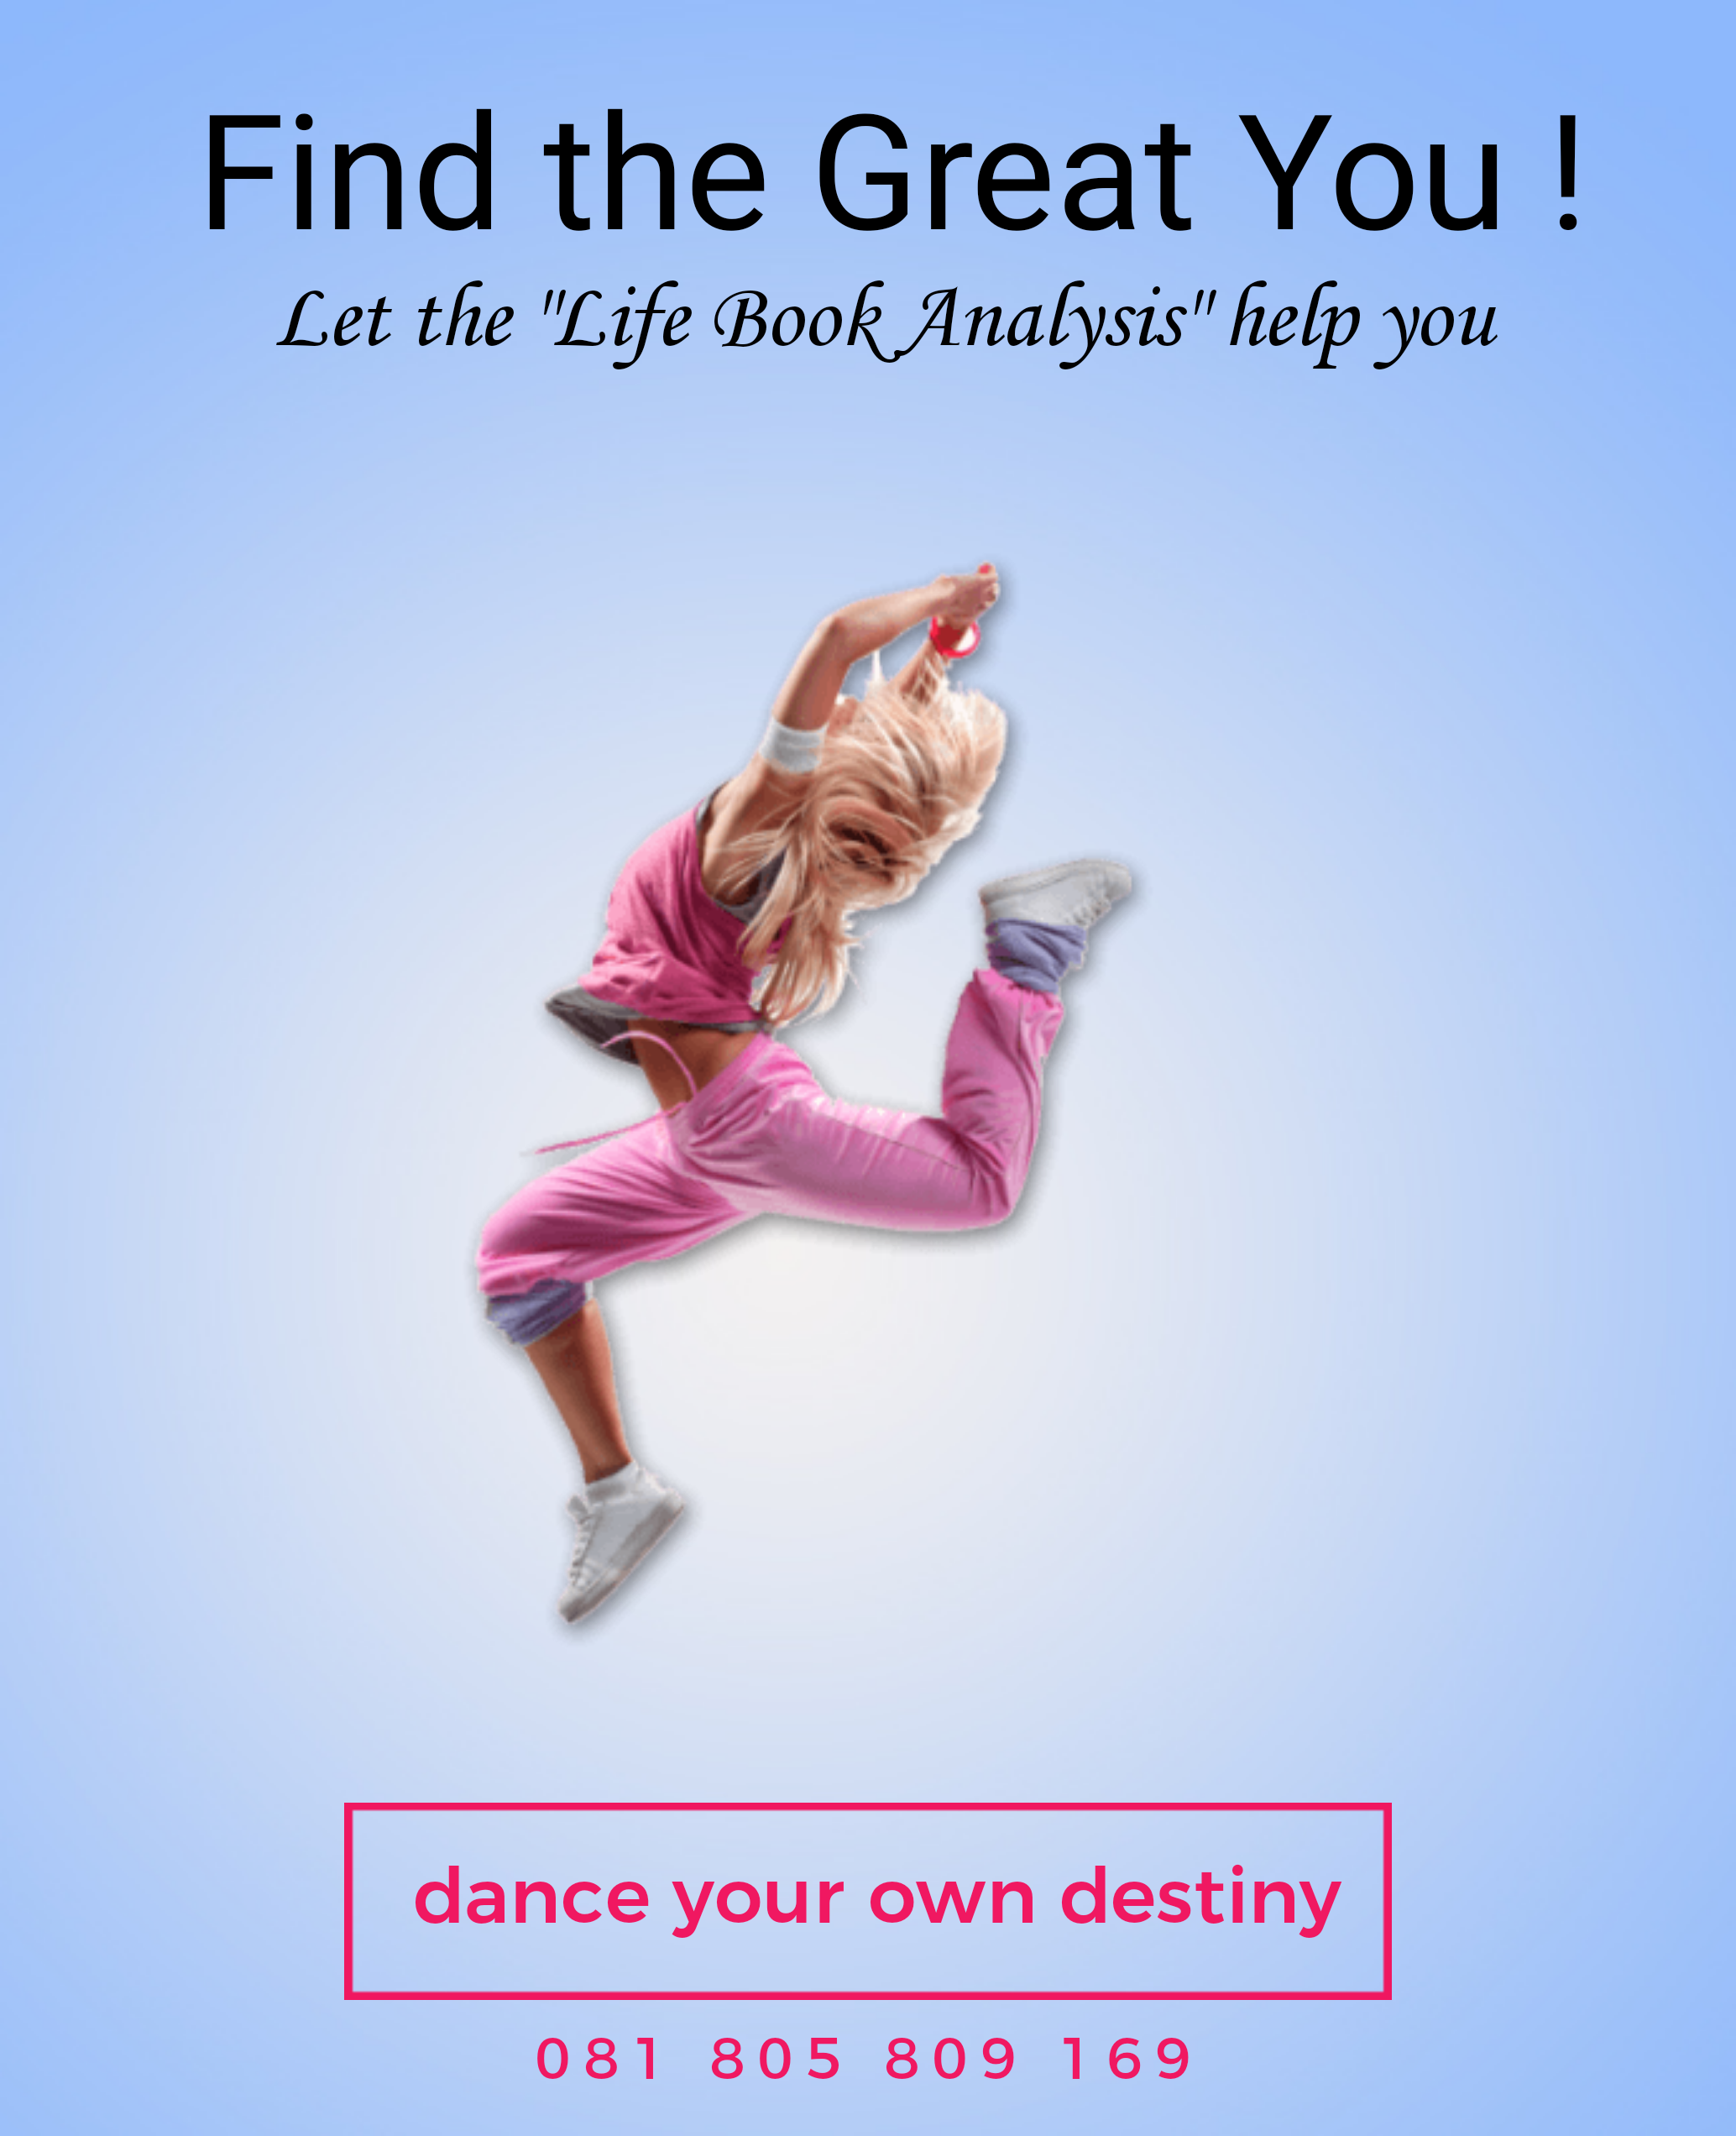 Find the Great You !
Let the "Life Book Analysis" help you
dance your own destiny
081 805 809 169